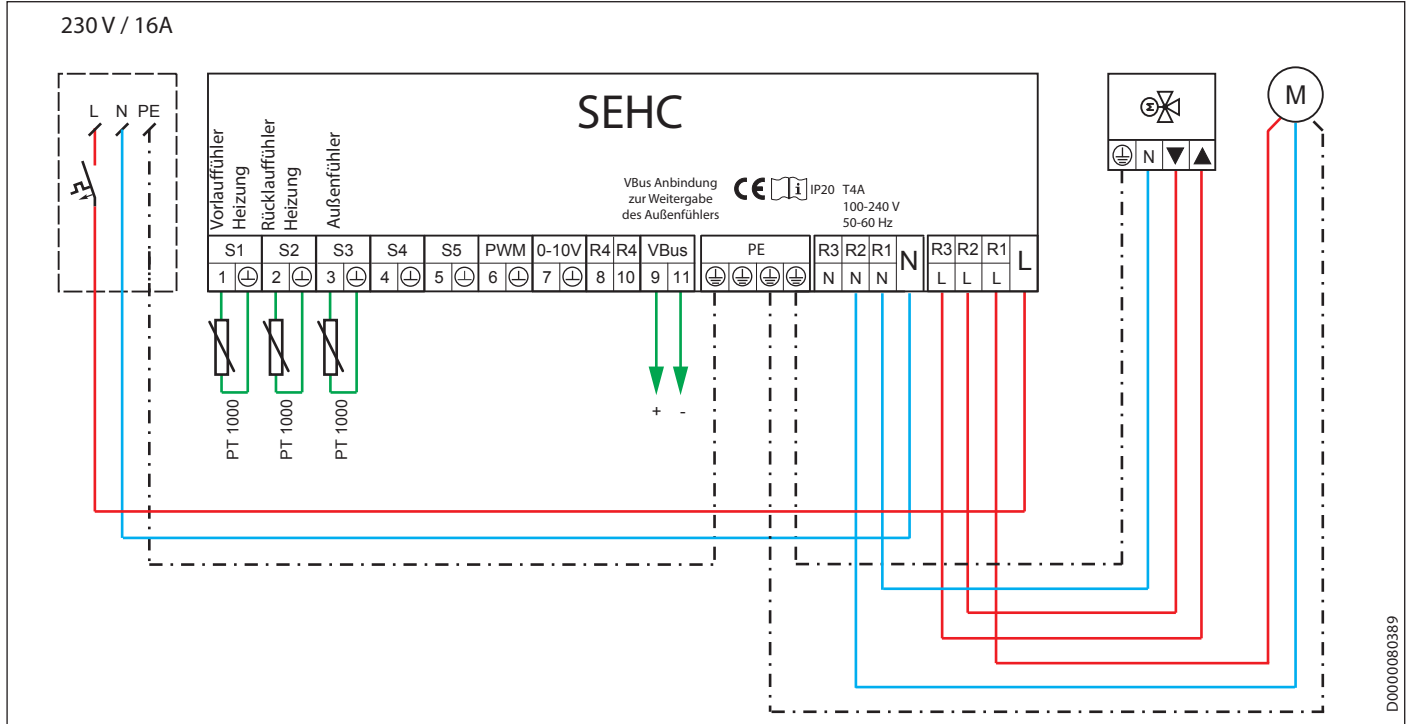 230 V / 16A
L N PE
SEHC
Vorlauffühler
Heizung
Rücklauffühler
Heizung
Außenfühler
VBus Anbindung
zur Weitergabe
des Außenfühlers
CE i IP20 T4A
100-240 V
50-60 Hz
M
M
N ▼ ▲
S1 S2 S3 S4 S5 PWM 0-10V R4 R4 VBus PE R3 R2 R1 N R3 R2 R1 L
1 2 3 4 5 6 7 8 10 9 11 N N N L L L
PT 1000
PT 1000
PT 1000
+ -
D0000080389